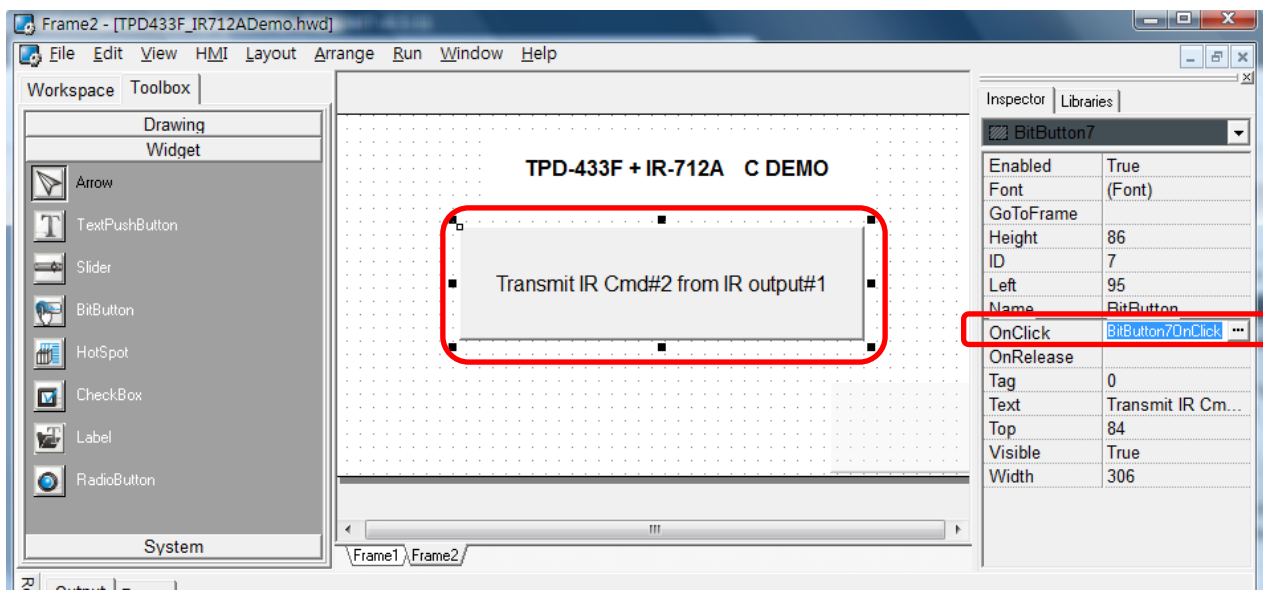 Frame2 - [TPD433F_IR712ADemo.hwd]
File Edit View HMI Layout Arrange Run Window Help
Workspace Toolbox
Drawing
Widget
Arrow
TextPushButton
Slider
BitButton
HotSpot
CheckBox
Label
RadioButton
System
TPD-433F + IR-712A C DEMO
Transmit IR Cmd#2 from IR output#1
Frame1 Frame2
Inspector Libraries
BitButton7
Enabled True
Font (Font)
GoToFrame
Height 86
ID 7
Left 95
Name BitButton
OnClick BitButton7OnClick ...
OnRelease
Tag 0
Text Transmit IR Cm...
Top 84
Visible True
Width 306
Output